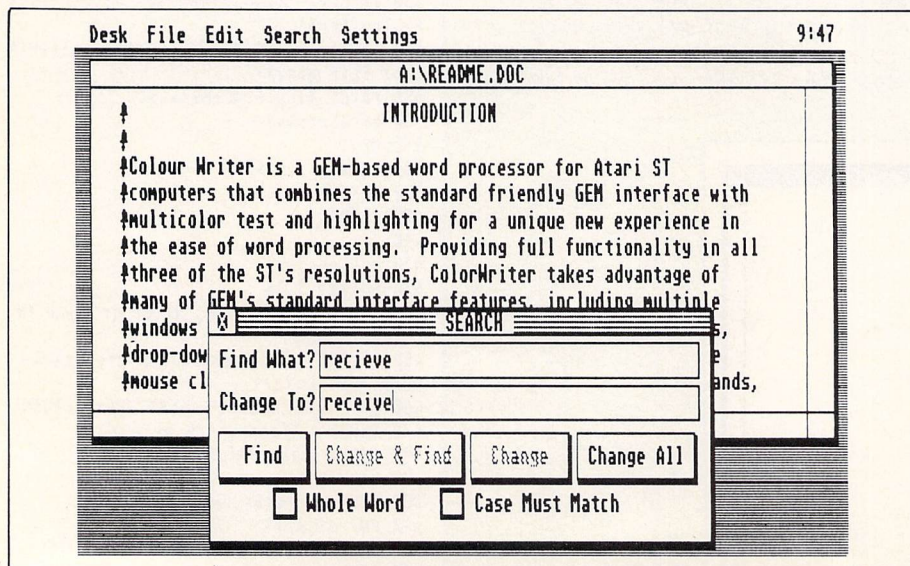 Desk File Edit Search Settings 9:47
A:\README.DOC
INTRODUCTION
Colour Writer is a GEM-based word processor for Atari ST
computers that combines the standard friendly GEM interface with
multicolor test and highlighting for a unique new experience in
the ease of word processing. Providing full functionality in all
three of the ST's resolutions, ColorWriter takes advantage of
many of GEM's standard interface features, including multiple
windows s,
drop-dow e
mouse cl ands,
SEARCH
Find What? recieve
Change To? receive
Find Change & Find Change Change All
Whole Word Case Must Match